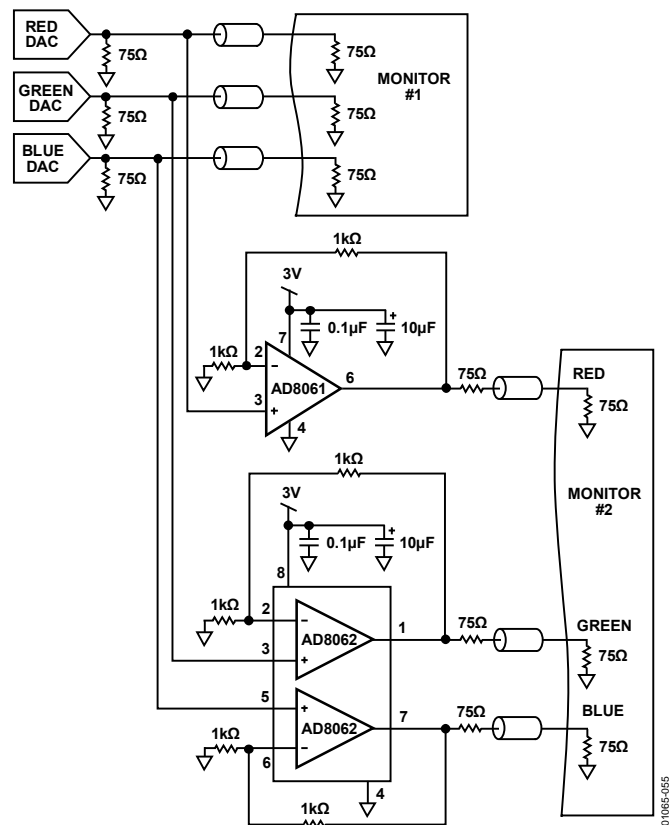 RED
DAC
75Ω
75Ω
MONITOR
#1
GREEN
DAC
75Ω
75Ω
BLUE
DAC
75Ω
75Ω
1kΩ
3V
0.1µF
+
10µF
7
1kΩ
2
−
AD8061
6
3
+
4
75Ω
RED
75Ω
1kΩ
MONITOR
#2
3V
0.1µF
+
10µF
8
1kΩ
2
−
AD8062
1
3
+
75Ω
GREEN
75Ω
5
+
AD8062
7
75Ω
BLUE
75Ω
1kΩ
−
6
4
1kΩ
01065-055